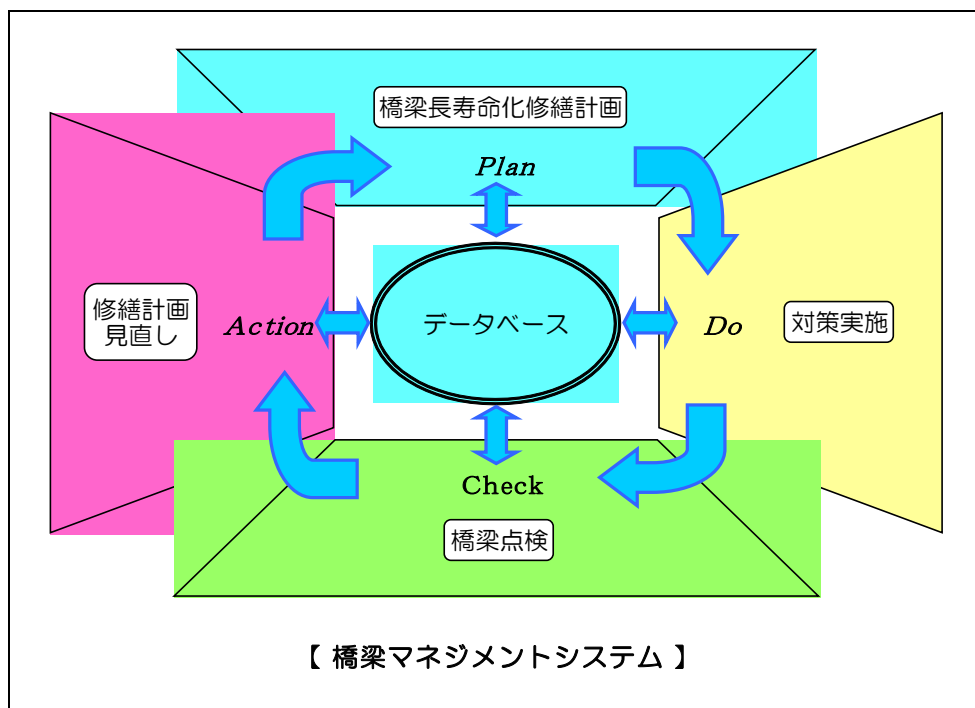 橋梁長寿命化修繕計画
Plan
修繕計画
見直し
Action
データベース
Do
対策実施
Check
橋梁点検
【 橋梁マネジメントシステム 】